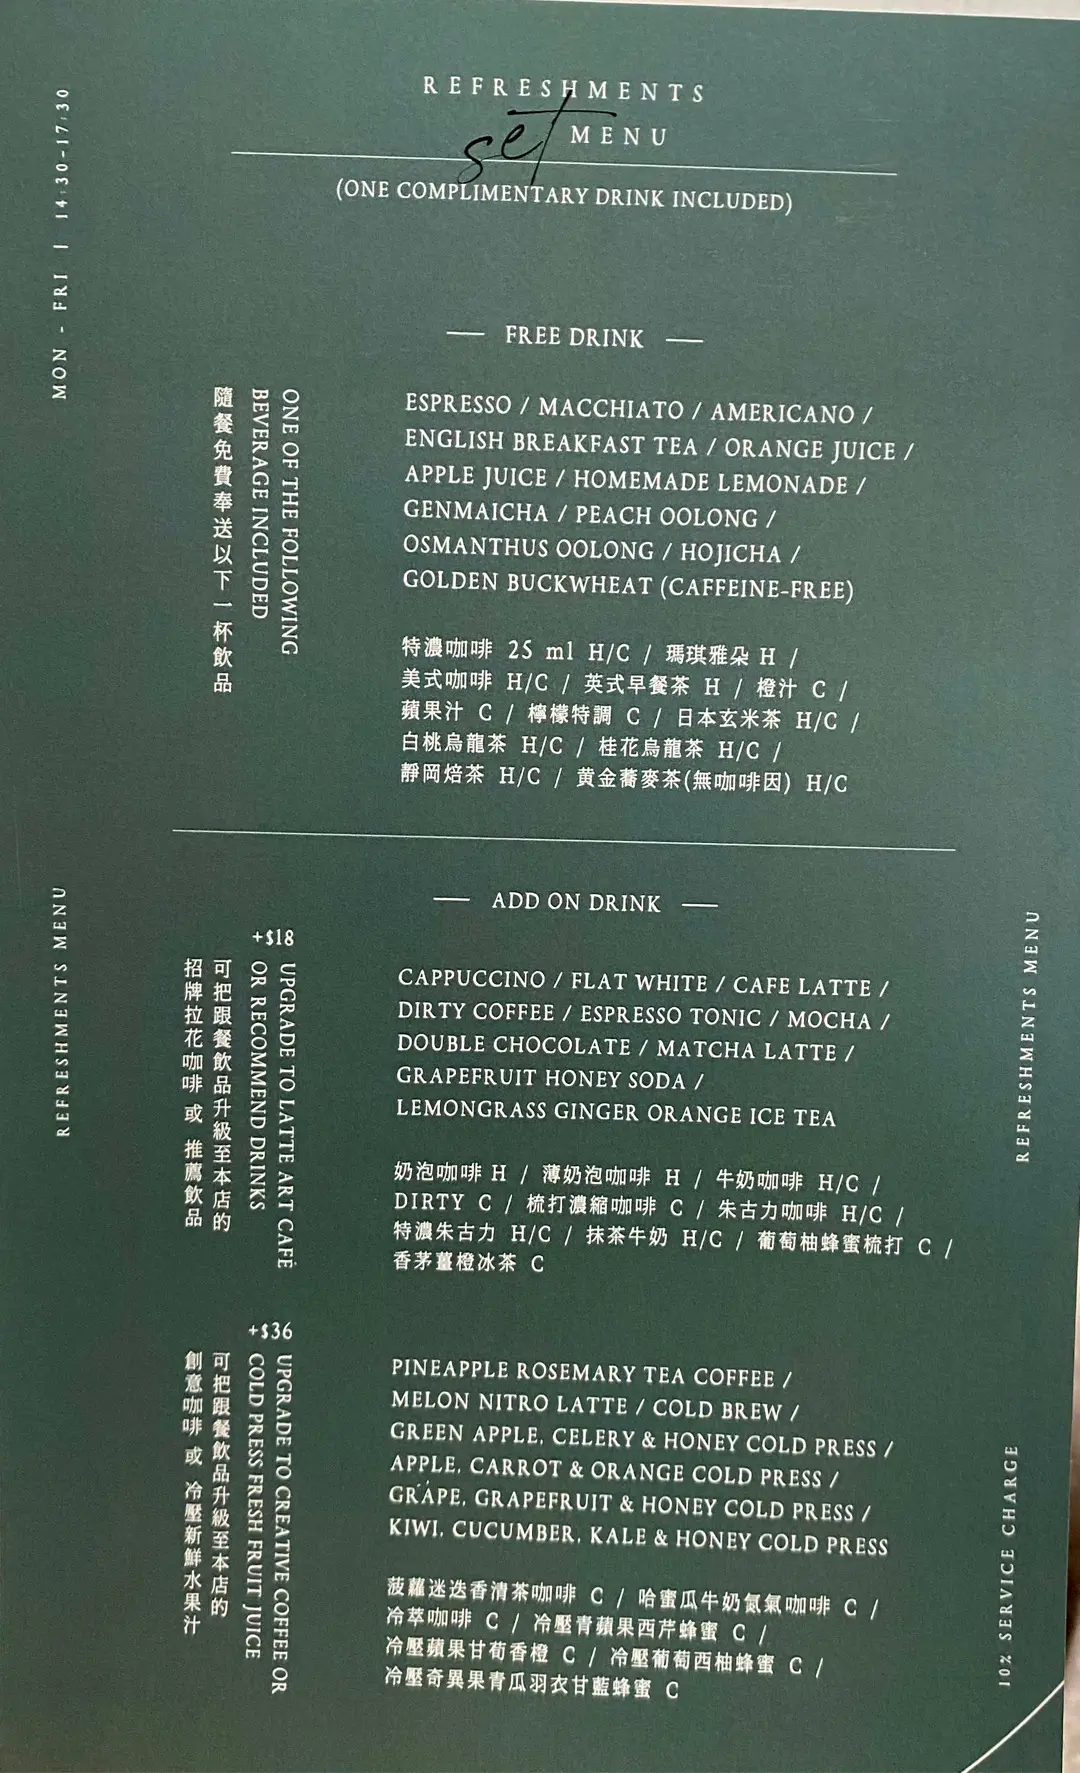 REFRESHMENTS
set MENU
(ONE COMPLIMENTARY DRINK INCLUDED)
MON - FRI | 14:30-17:30
FREE DRINK
ONE OF THE FOLLOWING
BEVERAGE INCLUDED
隨餐免費奉送以下一杯飲品
ESPRESSO / MACCHIATO / AMERICANO /
ENGLISH BREAKFAST TEA / ORANGE JUICE /
APPLE JUICE / HOMEMADE LEMONADE /
GENMAICHA / PEACH OOLONG /
OSMANTHUS OOLONG / HOJICHA /
GOLDEN BUCKWHEAT (CAFFEINE-FREE)
特濃咖啡 25 ml H/C / 瑪琪雅朵 H /
美式咖啡 H/C / 英式早餐茶 H / 橙汁 C /
蘋果汁 C / 檸檬特調 C / 日本玄米茶 H/C /
白桃烏龍茶 H/C / 桂花烏龍茶 H/C /
靜岡焙茶 H/C / 黃金蕎麥茶(無咖啡因) H/C
ADD ON DRINK
+$18
UPGRADE TO LATTE ART CAFÉ
OR RECOMMEND DRINKS
可把跟餐飲品升級至本店的
招牌拉花咖啡 或 推薦飲品
CAPPUCCINO / FLAT WHITE / CAFE LATTE /
DIRTY COFFEE / ESPRESSO TONIC / MOCHA /
DOUBLE CHOCOLATE / MATCHA LATTE /
GRAPEFRUIT HONEY SODA /
LEMONGRASS GINGER ORANGE ICE TEA
奶泡咖啡 H / 薄奶泡咖啡 H / 牛奶咖啡 H/C /
DIRTY C / 梳打濃縮咖啡 C / 朱古力咖啡 H/C /
特濃朱古力 H/C / 抹茶牛奶 H/C / 葡萄柚蜂蜜梳打 C /
香茅薑橙冰茶 C
+$36
UPGRADE TO CREATIVE COFFEE OR
COLD PRESS FRESH FRUIT JUICE
可把跟餐飲品升級至本店的
創意咖啡 或 冷壓新鮮水果汁
PINEAPPLE ROSEMARY TEA COFFEE /
MELON NITRO LATTE / COLD BREW /
GREEN APPLE, CELERY & HONEY COLD PRESS /
APPLE, CARROT & ORANGE COLD PRESS /
GRAPE, GRAPEFRUIT & HONEY COLD PRESS /
KIWI, CUCUMBER, KALE & HONEY COLD PRESS
菠蘿迷迭香清茶咖啡 C / 哈蜜瓜牛奶氮氣咖啡 C /
冷萃咖啡 C / 冷壓青蘋果西芹蜂蜜 C /
冷壓蘋果甘荀香橙 C / 冷壓葡萄西柚蜂蜜 C /
冷壓奇異果青瓜羽衣甘藍蜂蜜 C
REFRESHMENTS MENU
REFRESHMENTS MENU
10% SERVICE CHARGE